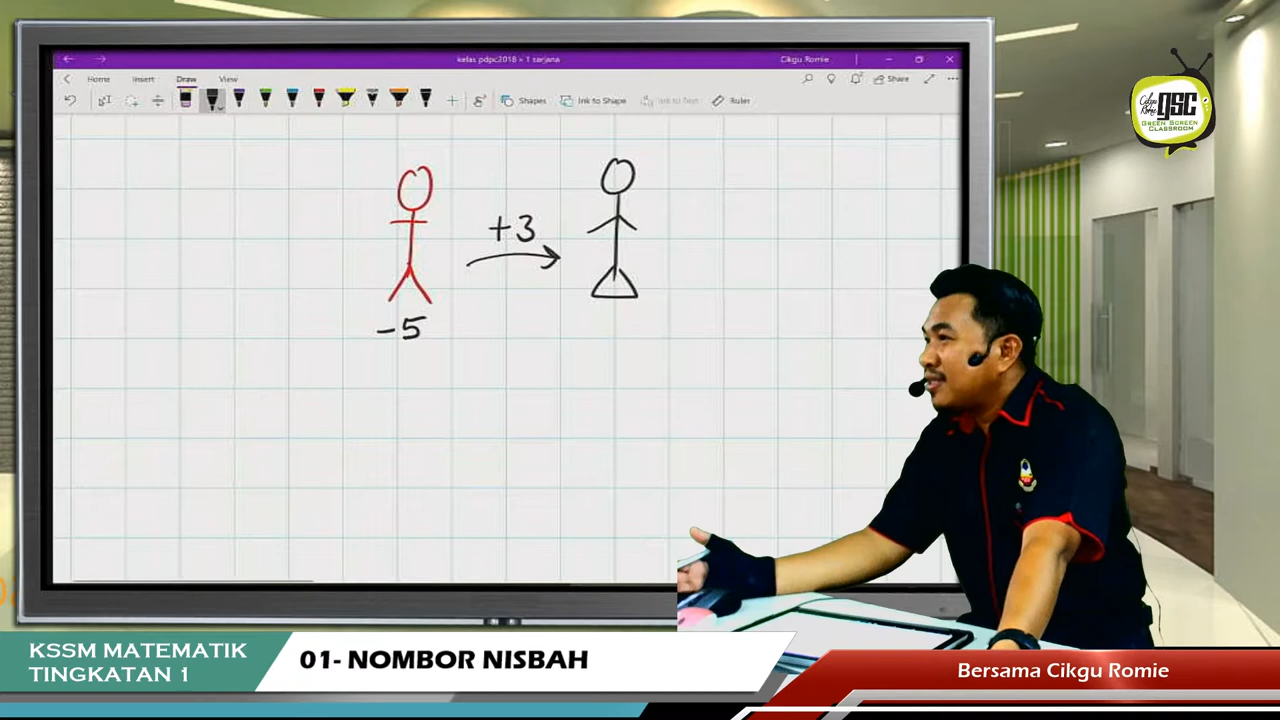 kelas pdpc2018 » 1 sarjana
Cikgu Romie
Home Insert Draw View
Share
Shapes Ink to Shape Ink to Text Ruler
Cikgu Romie GSC
GREEN SCREEN
CLASSROOM
+3
-5
KSSM MATEMATIK
TINGKATAN 1
01- NOMBOR NISBAH
Bersama Cikgu Romie